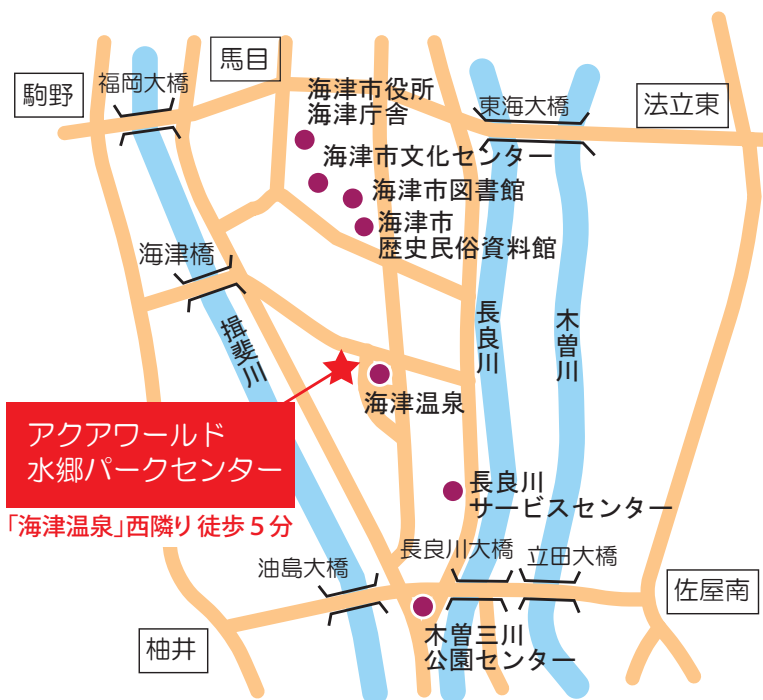 馬目
駒野
福岡大橋
海津市役所
海津庁舎
東海大橋
法立東
海津市文化センター
海津市図書館
海津市
歴史民俗資料館
海津橋
揖斐川
長良川
木曽川
海津温泉
アクアワールド
水郷パークセンター
「海津温泉」西隣り 徒歩5分
長良川
サービスセンター
油島大橋
長良川大橋
立田大橋
佐屋南
柚井
木曽三川
公園センター